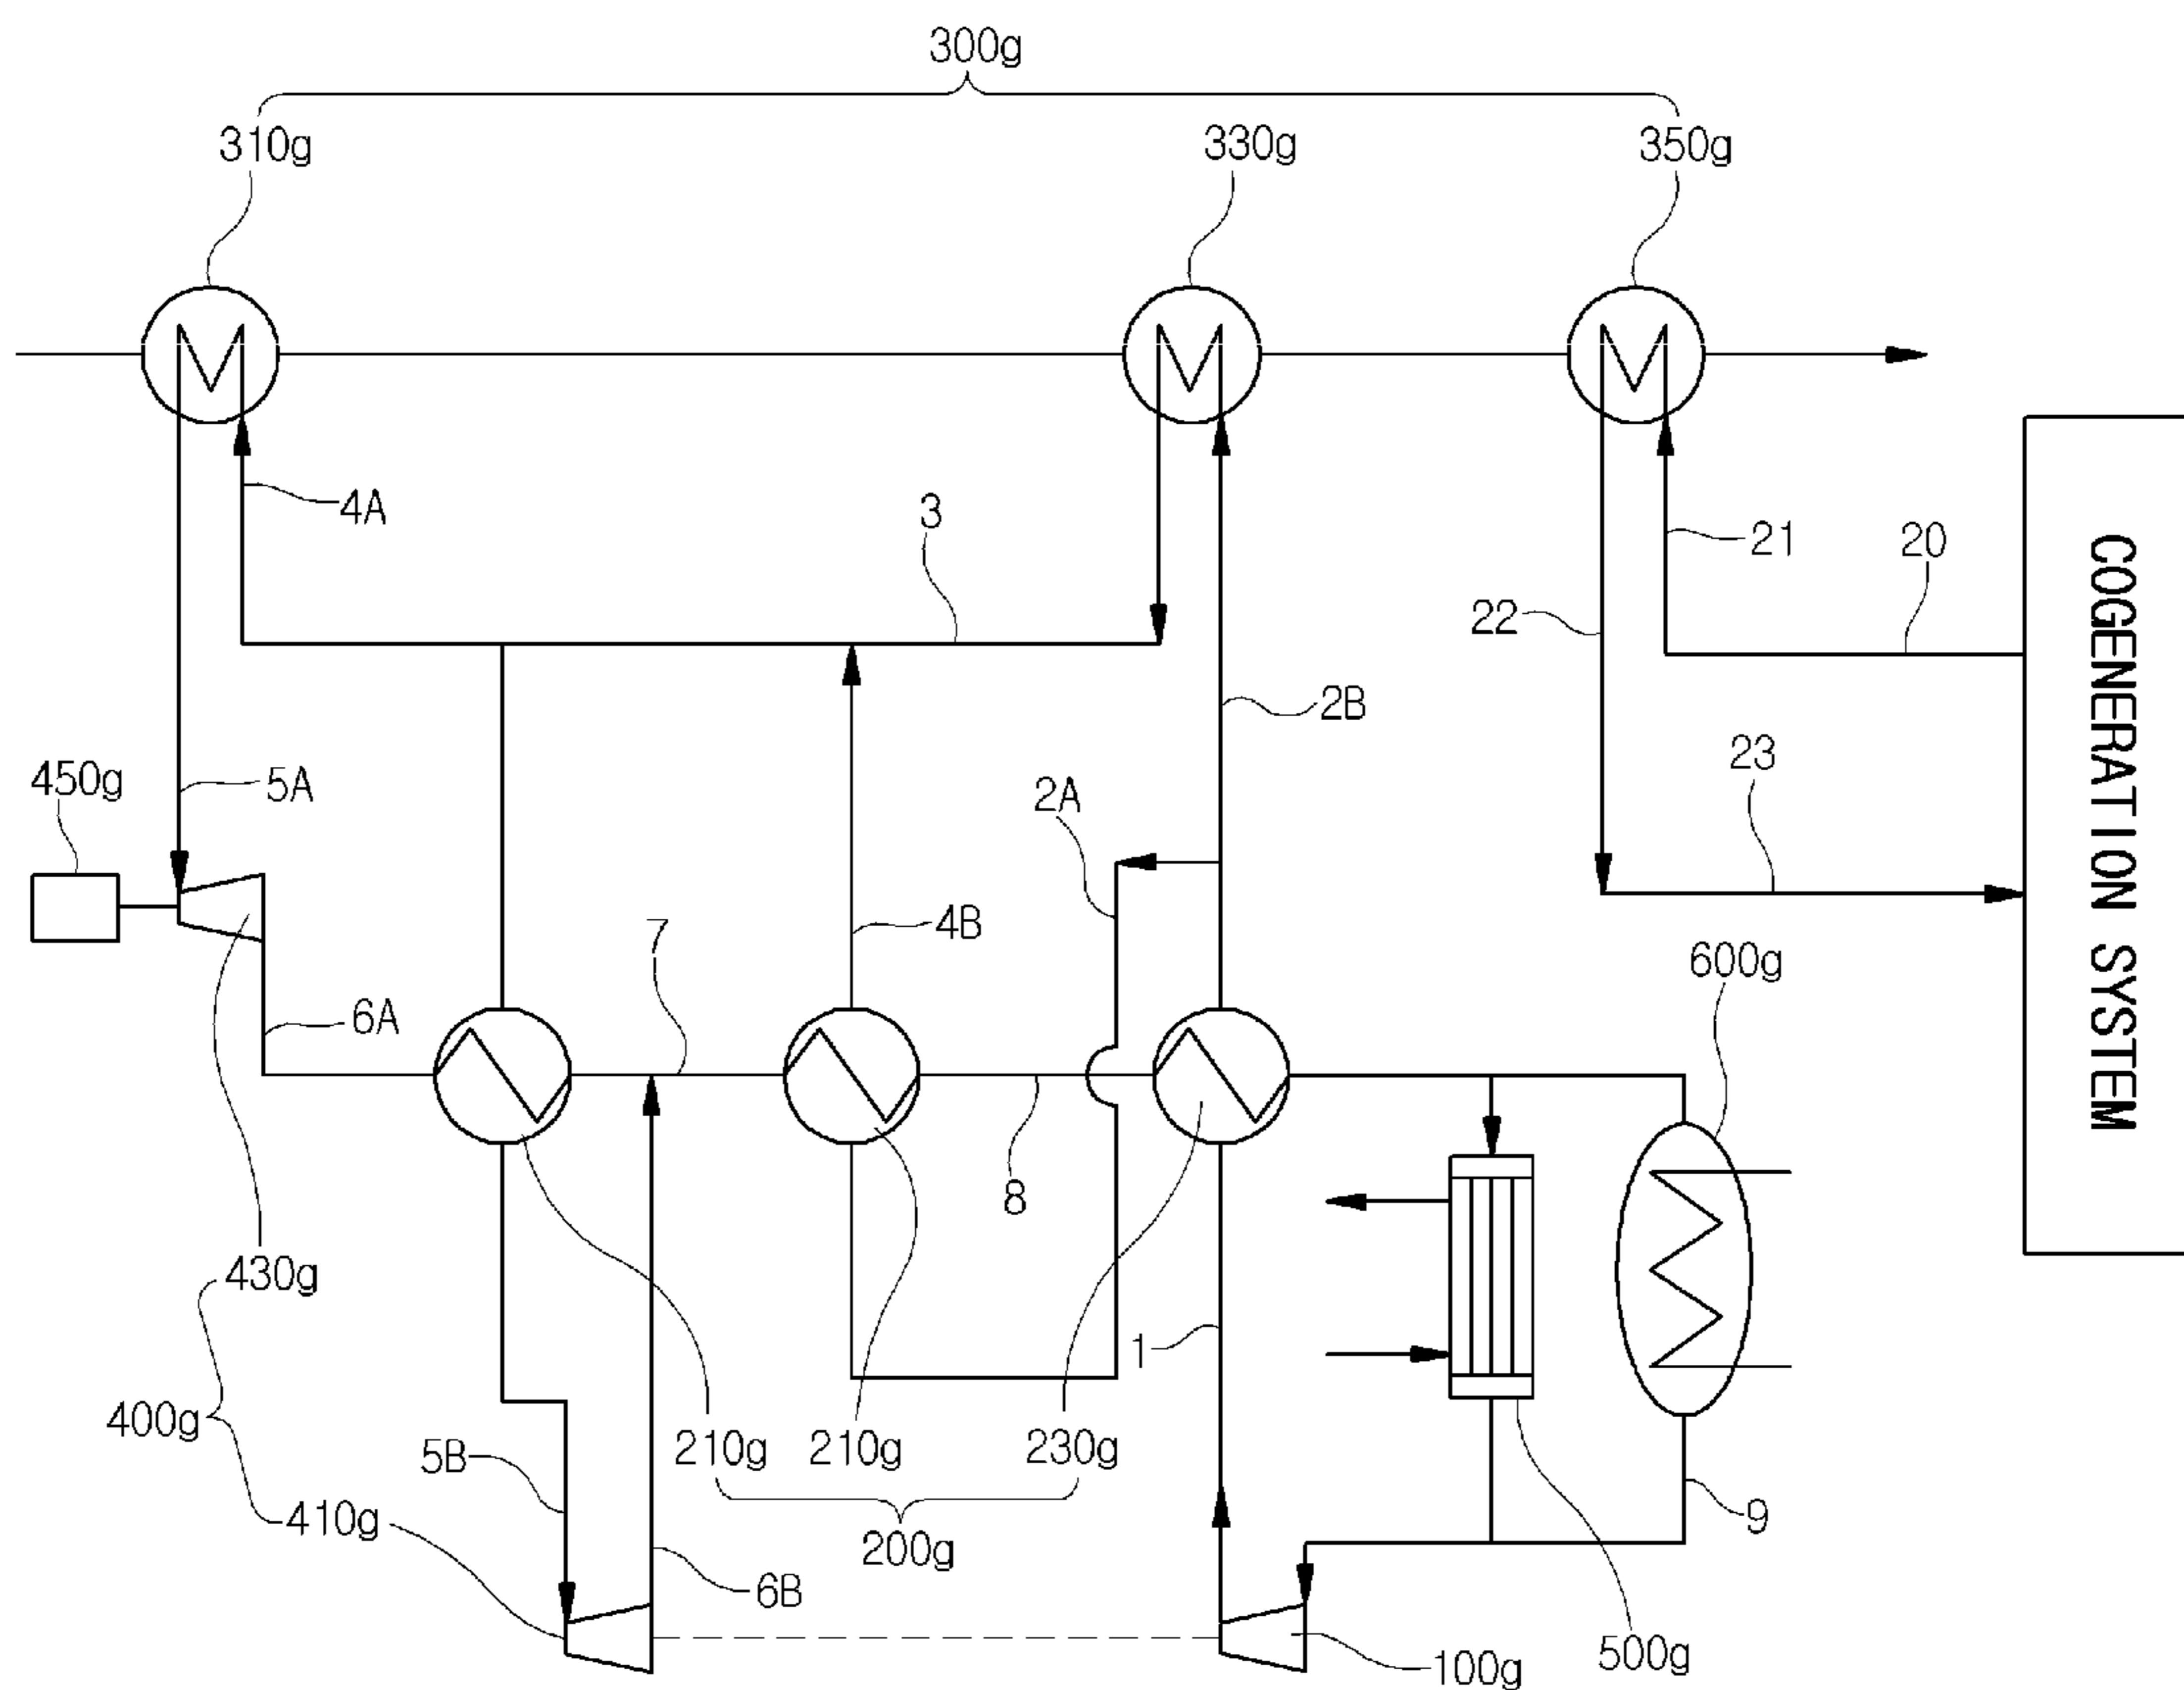 300g
310g
330g
350g
4A
3
21
20
22
2B
23
450g
5A
2A
4B
7
600g
6A
COGENERATION SYSTEM
8
430g
1
400g
210g
210g
230g
5B
410g
9
200g
6B
500g
100g